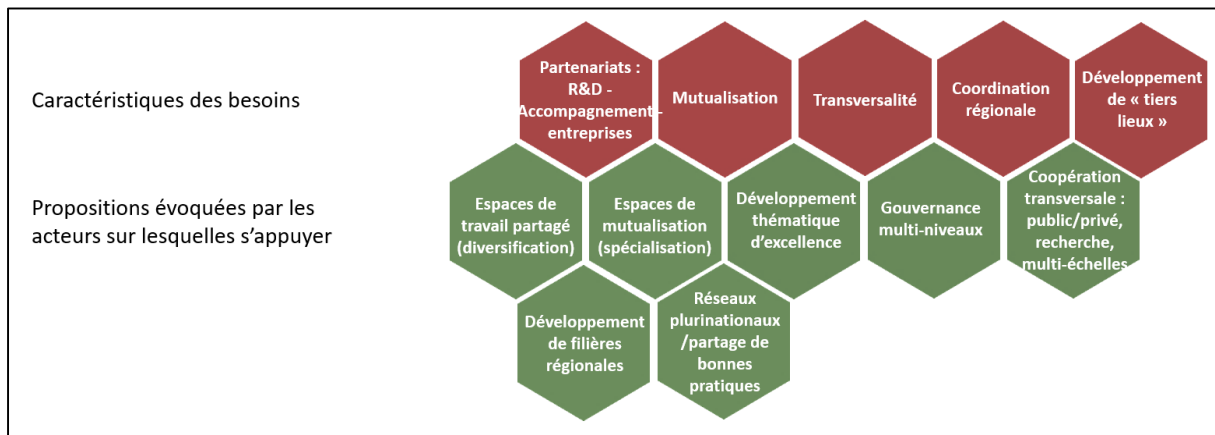 Caractéristiques des besoins
Partenariats :
R&D -
Accompagnement -
entreprises
Mutualisation
Transversalité
Coordination
régionale
Développement
de « tiers
lieux »
Propositions évoquées par les
acteurs sur lesquelles s’appuyer
Espaces de
travail partagé
(diversification)
Espaces de
mutualisation
(spécialisation)
Développement
thématique
d’excellence
Gouvernance
multi-niveaux
Coopération
transversale :
public/privé,
recherche,
multi-échelles
Développement
de filières
régionales
Réseaux
plurinationaux
/partage de
bonnes
pratiques